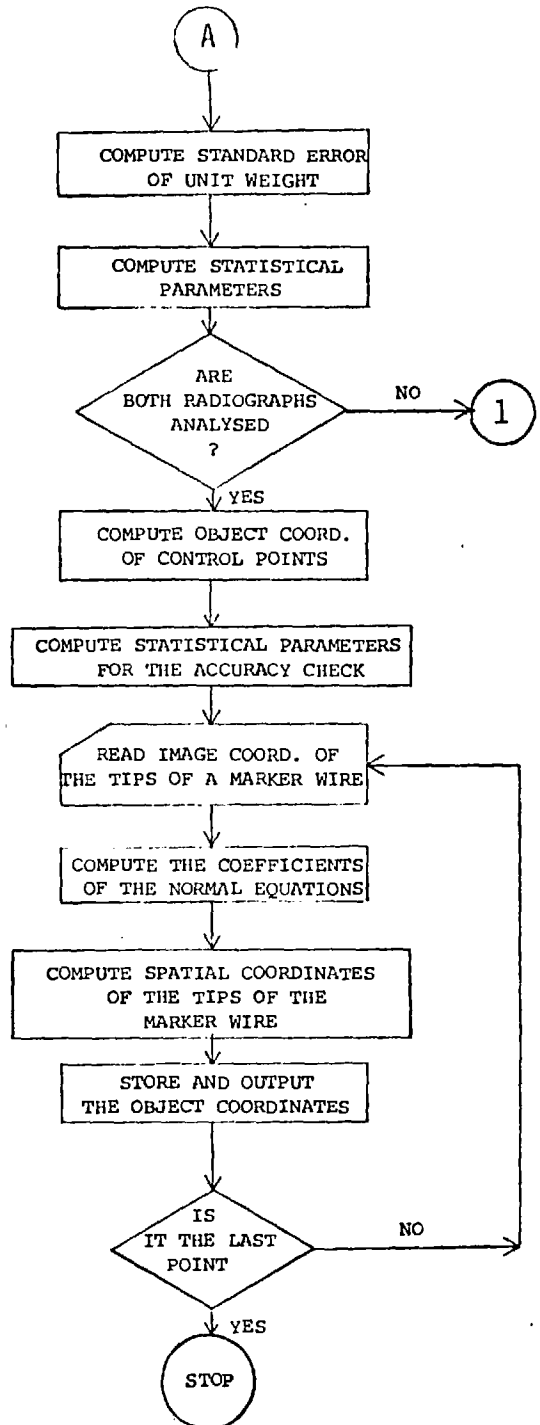 A
COMPUTE STANDARD ERROR
OF UNIT WEIGHT
COMPUTE STATISTICAL
PARAMETERS
ARE
BOTH RADIOGRAPHS
ANALYSED
?
NO
1
YES
COMPUTE OBJECT COORD.
OF CONTROL POINTS
COMPUTE STATISTICAL PARAMETERS
FOR THE ACCURACY CHECK
READ IMAGE COORD. OF
THE TIPS OF A MARKER WIRE
COMPUTE THE COEFFICIENTS
OF THE NORMAL EQUATIONS
COMPUTE SPATIAL COORDINATES
OF THE TIPS OF THE
MARKER WIRE
STORE AND OUTPUT
THE OBJECT COORDINATES
IS
IT THE LAST
POINT
NO
YES
STOP